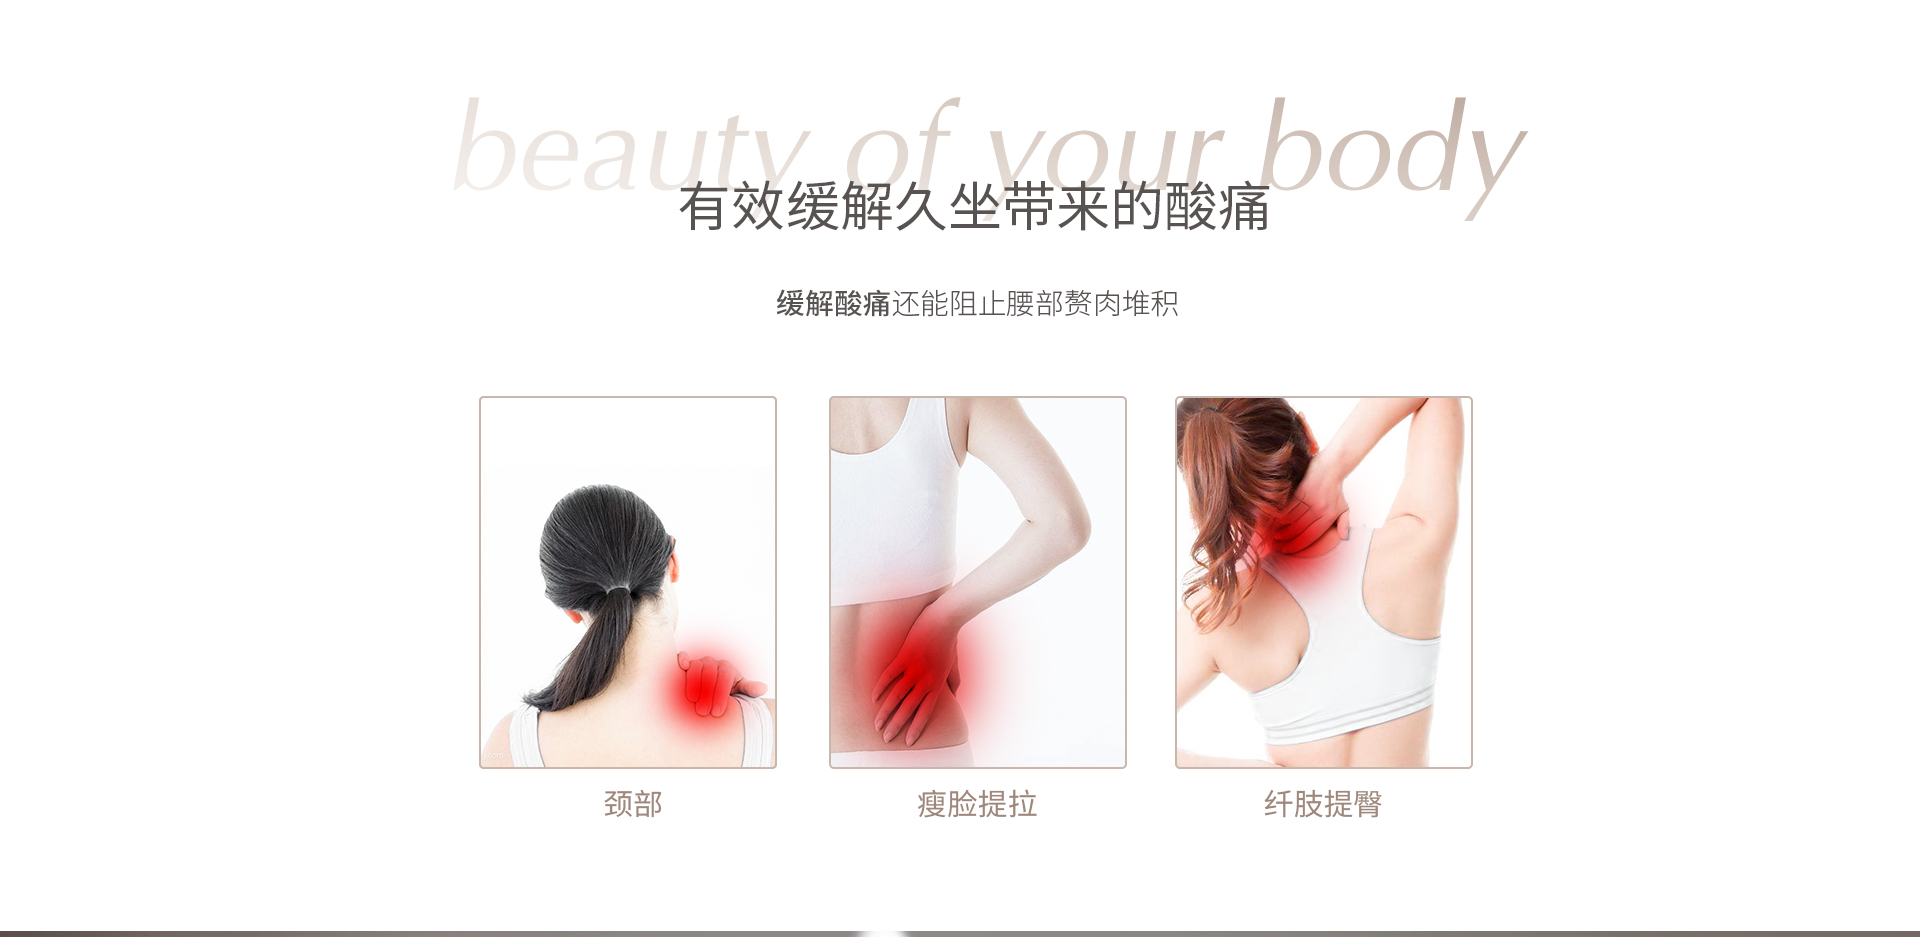 beauty of your body
有效缓解久坐带来的酸痛
缓解酸痛还能阻止腰部赘肉堆积
颈部
瘦脸提拉
纤肢提臀